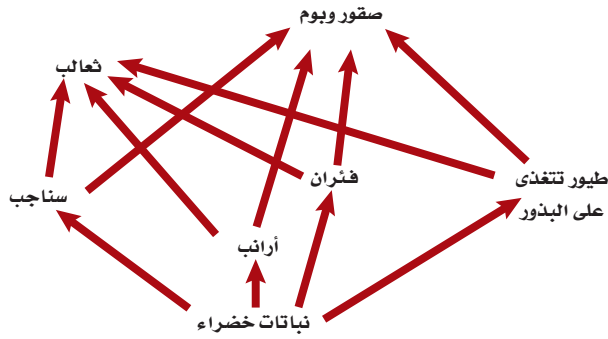 صقور وبوم
ثعالب
طيور تتغذى
على البذور
فئران
سناجب
أرانب
نباتات خضراء